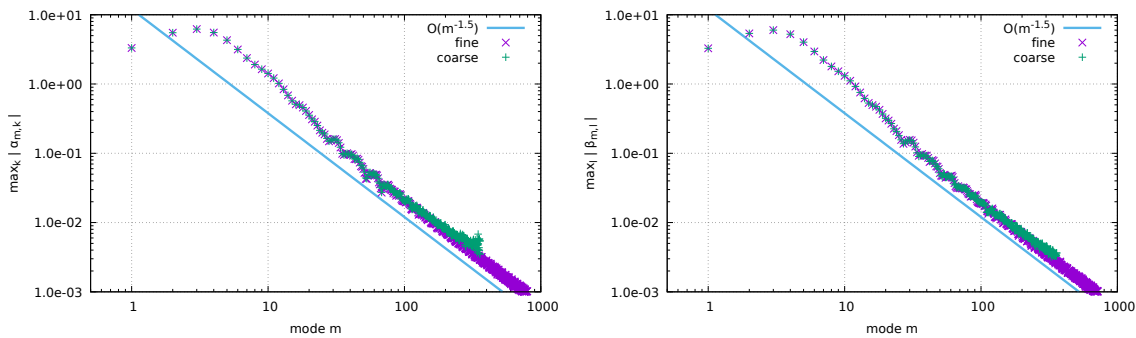 1.0e+01
1.0e+00
1.0e-01
1.0e-02
1.0e-03
max_k | α_{m,k} |
1
10
100
1000
mode m
O(m^{-1.5})
fine
coarse
1.0e+01
1.0e+00
1.0e-01
1.0e-02
1.0e-03
max_l | β_{m,l} |
1
10
100
1000
mode m
O(m^{-1.5})
fine
coarse